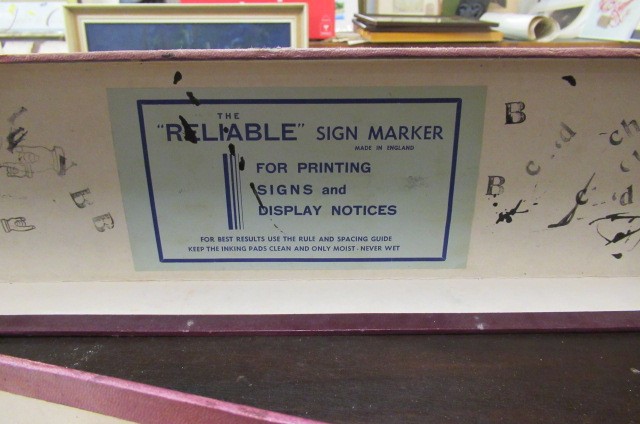 THE
"RELIABLE" SIGN MARKER
MADE IN ENGLAND
FOR PRINTING
SIGNS and
DISPLAY NOTICES
FOR BEST RESULTS USE THE RULE AND SPACING GUIDE
KEEP THE INKING PADS CLEAN AND ONLY MOIST - NEVER WET
B
B
B
B
c d
ch
c
c d